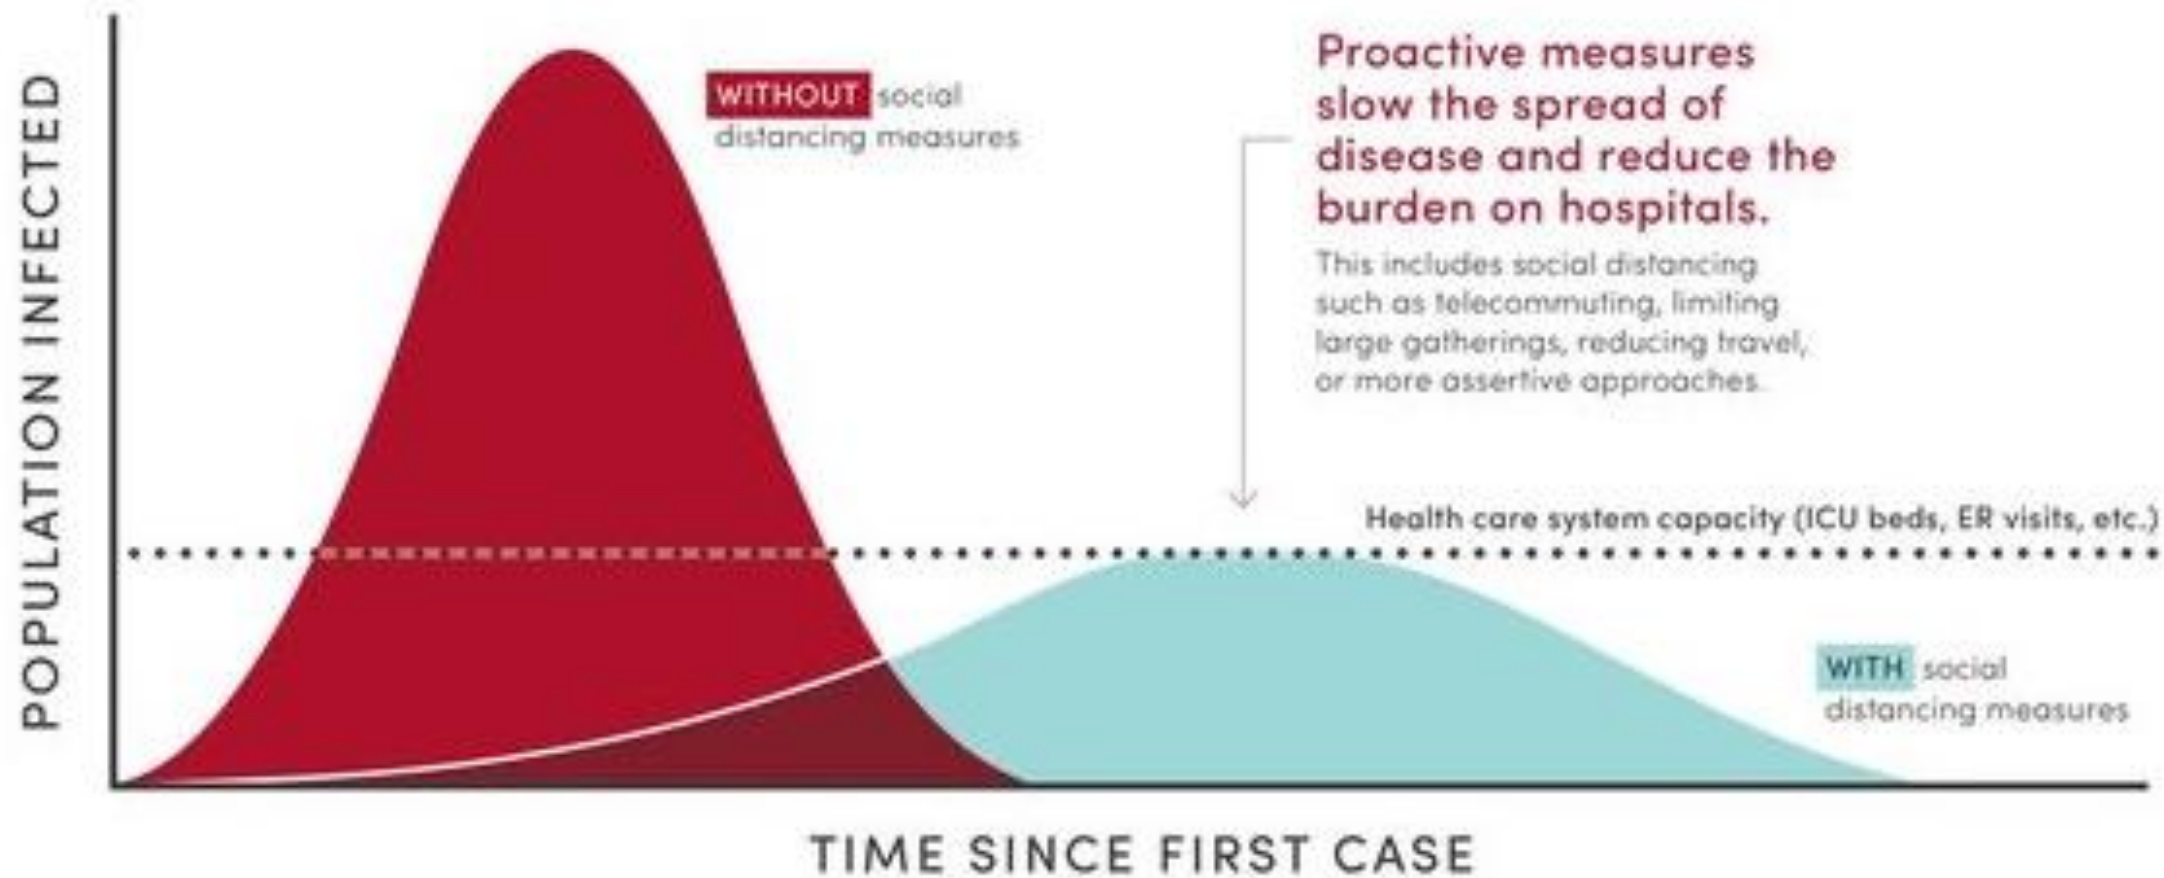 POPULATION INFECTED
WITHOUT social
distancing measures
Proactive measures
slow the spread of
disease and reduce the
burden on hospitals.
This includes social distancing
such as telecommuting, limiting
large gatherings, reducing travel,
or more assertive approaches.
Health care system capacity (ICU beds, ER visits, etc.)
WITH social
distancing measures
TIME SINCE FIRST CASE